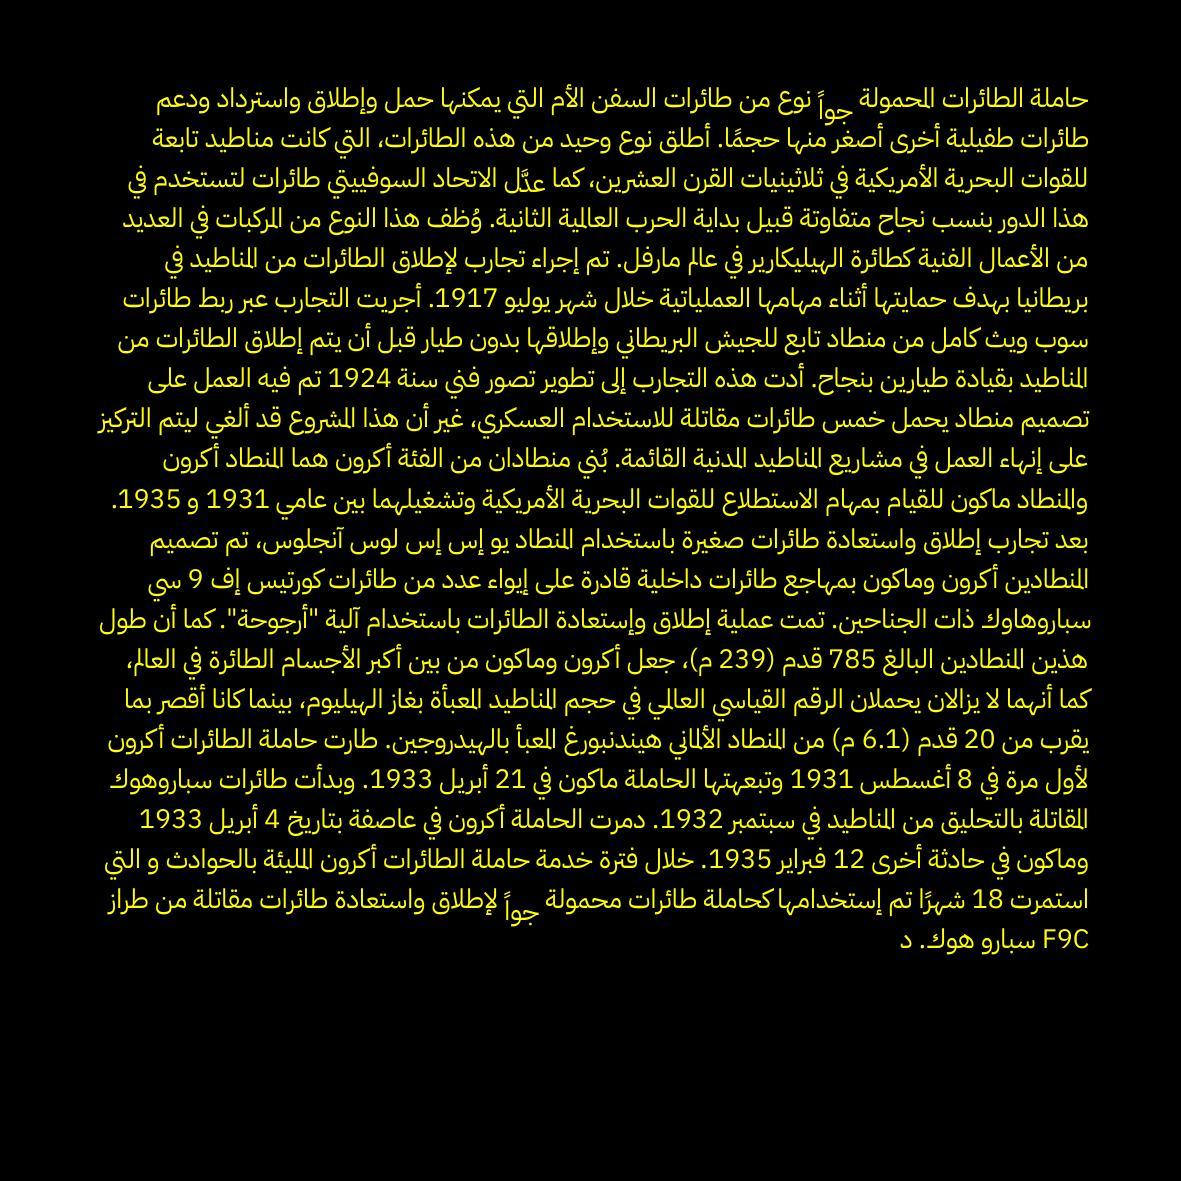 حاملة الطائرات المحمولة جواً نوع من طائرات السفن الأم التي يمكنها حمل وإطلاق واسترداد ودعم
طائرات طفيلية أخرى أصغر منها حجمًا. أطلق نوع وحيد من هذه الطائرات، التي كانت مناطيد تابعة
للقوات البحرية الأمريكية في ثلاثينيات القرن العشرين، كما عدَّل الاتحاد السوفييتي طائرات لتستخدم في
هذا الدور بنسب نجاح متفاوتة قبيل بداية الحرب العالمية الثانية. وُظف هذا النوع من المركبات في العديد
من الأعمال الفنية كطائرة الهيليكارير في عالم مارفل. تم إجراء تجارب لإطلاق الطائرات من المناطيد في
بريطانيا بهدف حمايتها أثناء مهامها العملياتية خلال شهر يوليو 1917. أجريت التجارب عبر ربط طائرات
سوب ويث كامل من منطاد تابع للجيش البريطاني وإطلاقها بدون طيار قبل أن يتم إطلاق الطائرات من
المناطيد بقيادة طيارين بنجاح. أدت هذه التجارب إلى تطوير تصور فني سنة 1924 تم فيه العمل على
تصميم منطاد يحمل خمس طائرات مقاتلة للاستخدام العسكري، غير أن هذا المشروع قد ألغي ليتم التركيز
على إنهاء العمل في مشاريع المناطيد المدنية القائمة. بُني منطادان من الفئة أكرون هما المنطاد أكرون
والمنطاد ماكون للقيام بمهام الاستطلاع للقوات البحرية الأمريكية وتشغيلهما بين عامي 1931 و 1935.
بعد تجارب إطلاق واستعادة طائرات صغيرة باستخدام المنطاد يو إس إس لوس آنجلوس، تم تصميم
المنطادين أكرون وماكون بمهاجع طائرات داخلية قادرة على إيواء عدد من طائرات كورتيس إف 9 سي
سباروهاوك ذات الجناحين. تمت عملية إطلاق وإستعادة الطائرات باستخدام آلية "أرجوحة". كما أن طول
هذين المنطادين البالغ 785 قدم (239 م)، جعل أكرون وماكون من بين أكبر الأجسام الطائرة في العالم،
كما أنهما لا يزالان يحملان الرقم القياسي العالمي في حجم المناطيد المعبأة بغاز الهيليوم، بينما كانا أقصر بما
يقرب من 20 قدم (6.1 م) من المنطاد الألماني هيندنبورغ المعبأ بالهيدروجين. طارت حاملة الطائرات أكرون
لأول مرة في 8 أغسطس 1931 وتبعهتها الحاملة ماكون في 21 أبريل 1933. وبدأت طائرات سباروهوك
المقاتلة بالتحليق من المناطيد في سبتمبر 1932. دمرت الحاملة أكرون في عاصفة بتاريخ 4 أبريل 1933
وماكون في حادثة أخرى 12 فبراير 1935. خلال فترة خدمة حاملة الطائرات أكرون المليئة بالحوادث و التي
استمرت 18 شهرًا تم إستخدامها كحاملة طائرات محمولة جواً لإطلاق واستعادة طائرات مقاتلة من طراز
F9C سبارو هوك. د